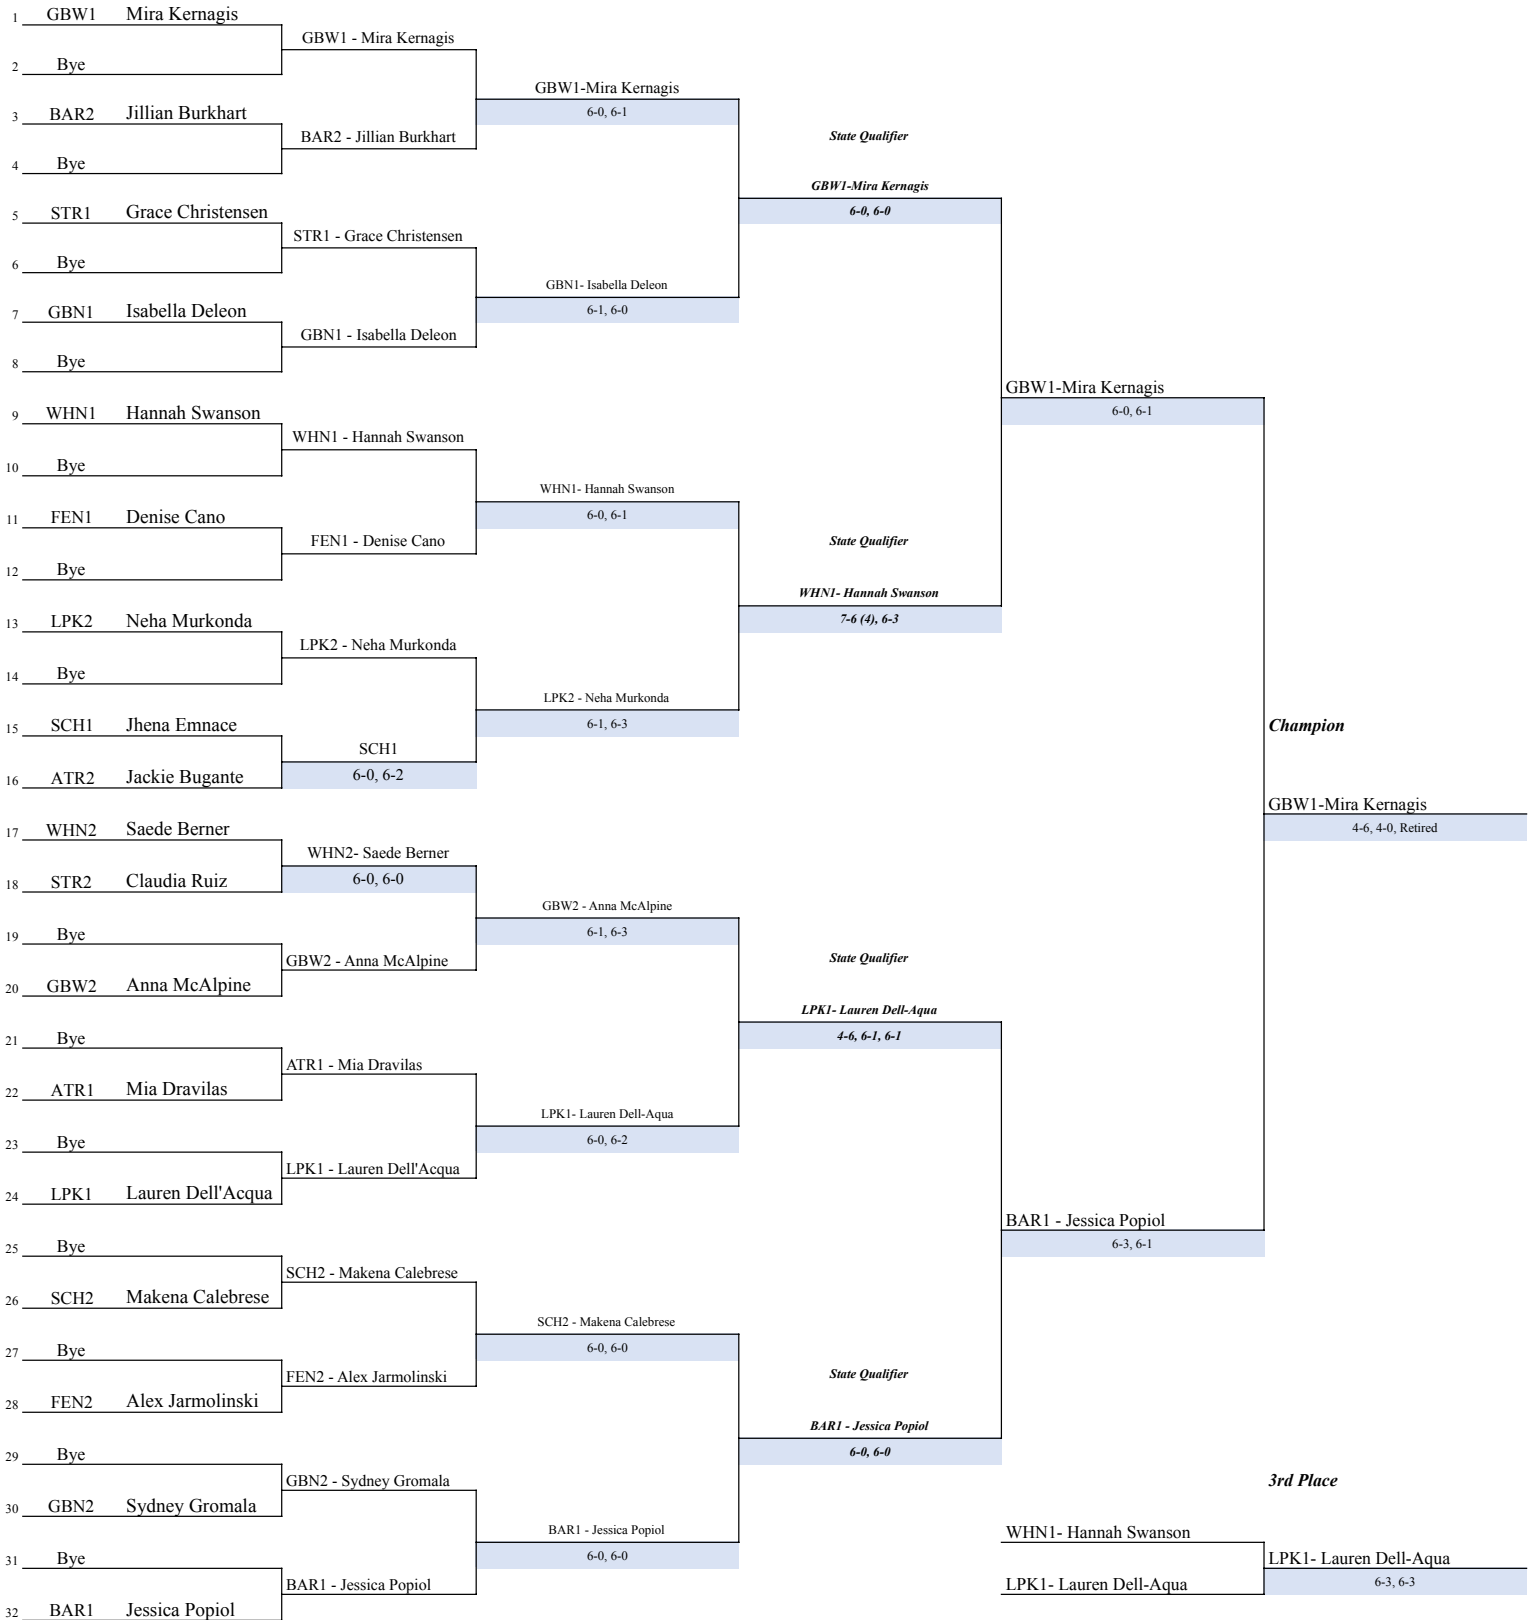 1 GBW1 Mira Kernagis
GBW1 - Mira Kernagis
2 Bye
GBW1-Mira Kernagis
6-0, 6-1
3 BAR2 Jillian Burkhart
BAR2 - Jillian Burkhart
State Qualifier
4 Bye
GBW1-Mira Kernagis
6-0, 6-0
5 STR1 Grace Christensen
STR1 - Grace Christensen
6 Bye
GBN1- Isabella Deleon
6-1, 6-0
7 GBN1 Isabella Deleon
GBN1 - Isabella Deleon
8 Bye
GBW1-Mira Kernagis
6-0, 6-1
9 WHN1 Hannah Swanson
WHN1 - Hannah Swanson
10 Bye
WHN1- Hannah Swanson
6-0, 6-1
11 FEN1 Denise Cano
FEN1 - Denise Cano
State Qualifier
12 Bye
WHN1- Hannah Swanson
7-6 (4), 6-3
13 LPK2 Neha Murkonda
LPK2 - Neha Murkonda
14 Bye
LPK2 - Neha Murkonda
6-1, 6-3
15 SCH1 Jhena Emnace
Champion
SCH1
6-0, 6-2
16 ATR2 Jackie Bugante
GBW1-Mira Kernagis
4-6, 4-0, Retired
17 WHN2 Saede Berner
WHN2- Saede Berner
6-0, 6-0
18 STR2 Claudia Ruiz
GBW2 - Anna McAlpine
6-1, 6-3
19 Bye
GBW2 - Anna McAlpine
State Qualifier
20 GBW2 Anna McAlpine
LPK1- Lauren Dell-Aqua
4-6, 6-1, 6-1
21 Bye
ATR1 - Mia Dravilas
22 ATR1 Mia Dravilas
LPK1- Lauren Dell-Aqua
6-0, 6-2
23 Bye
LPK1 - Lauren Dell'Acqua
24 LPK1 Lauren Dell'Acqua
BAR1 - Jessica Popiol
6-3, 6-1
25 Bye
SCH2 - Makena Calebrese
26 SCH2 Makena Calebrese
SCH2 - Makena Calebrese
6-0, 6-0
27 Bye
FEN2 - Alex Jarmolinski
State Qualifier
28 FEN2 Alex Jarmolinski
BAR1 - Jessica Popiol
6-0, 6-0
29 Bye
GBN2 - Sydney Gromala
3rd Place
30 GBN2 Sydney Gromala
BAR1 - Jessica Popiol
6-0, 6-0
WHN1- Hannah Swanson
31 Bye
LPK1- Lauren Dell-Aqua
6-3, 6-3
BAR1 - Jessica Popiol
LPK1- Lauren Dell-Aqua
32 BAR1 Jessica Popiol